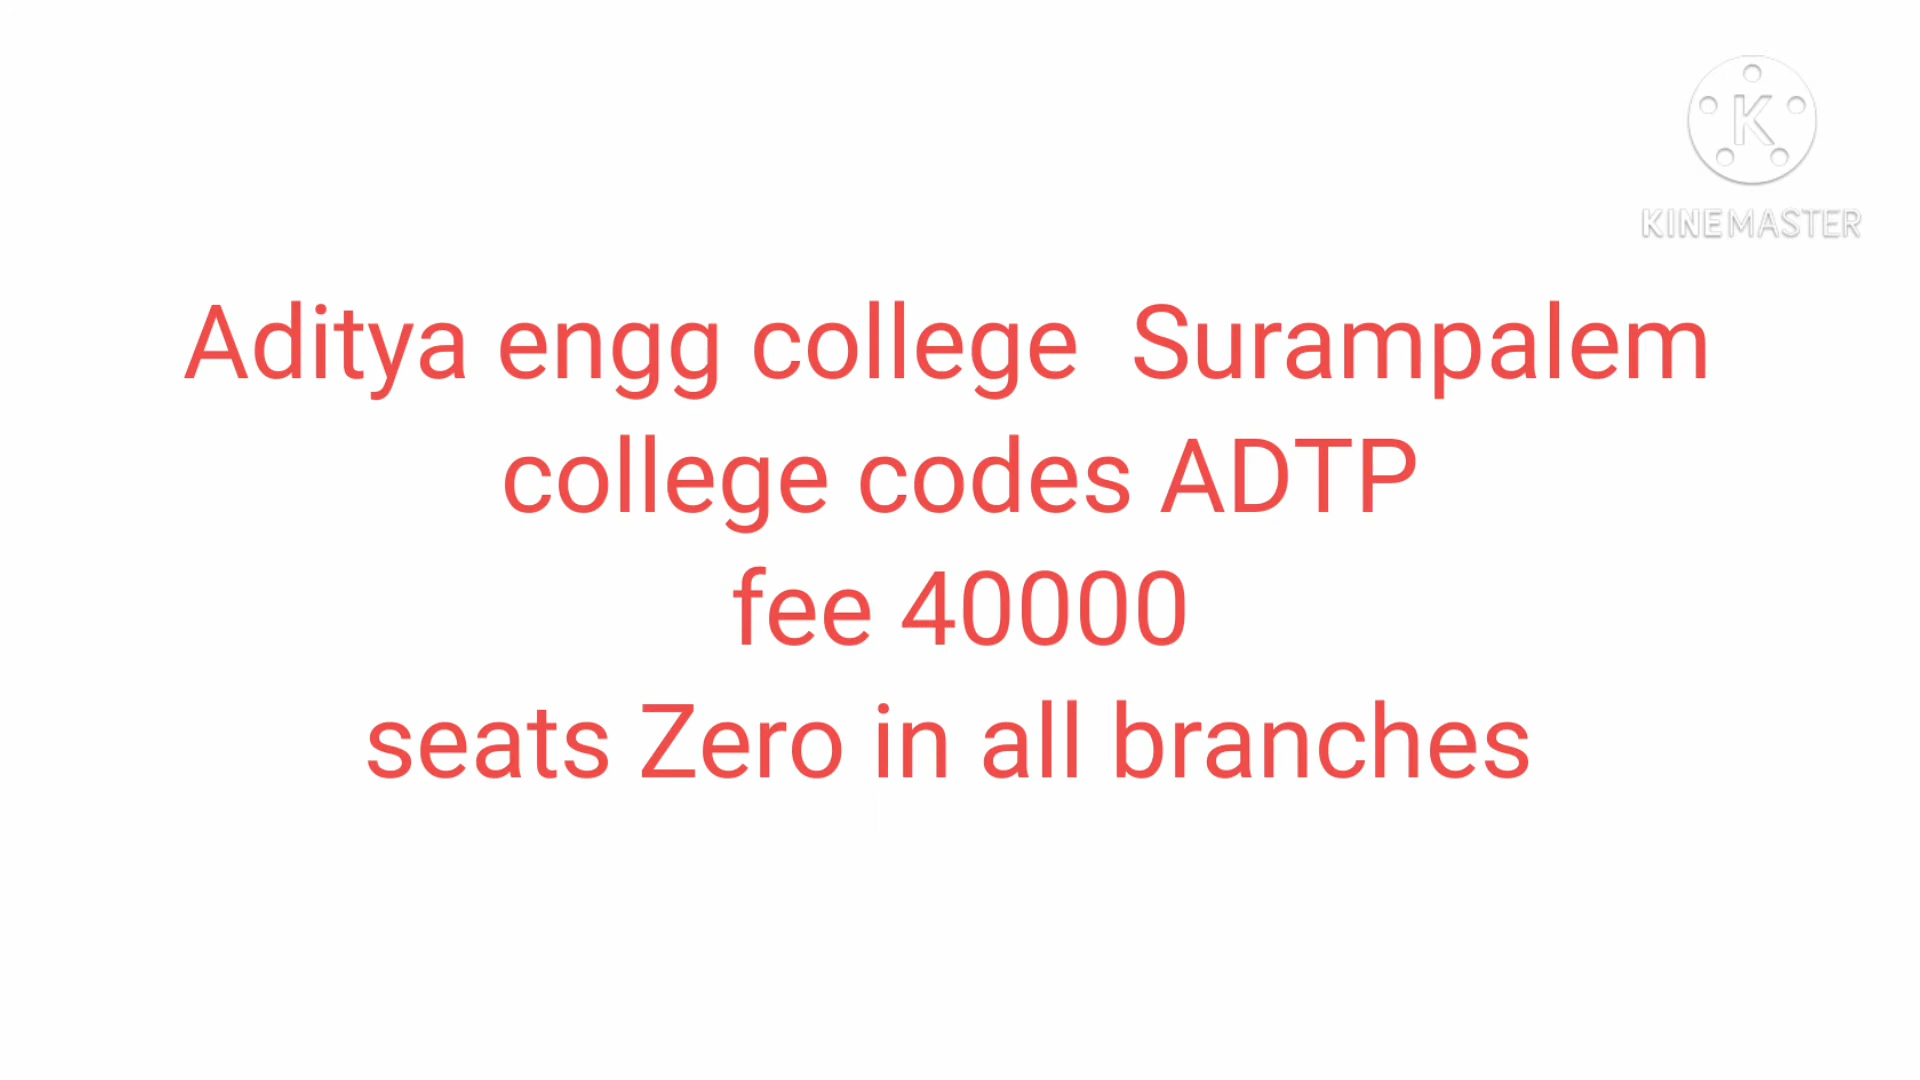 K
KINEMASTER
Aditya engg college  Surampalem
college codes ADTP
fee 40000
seats Zero in all branches